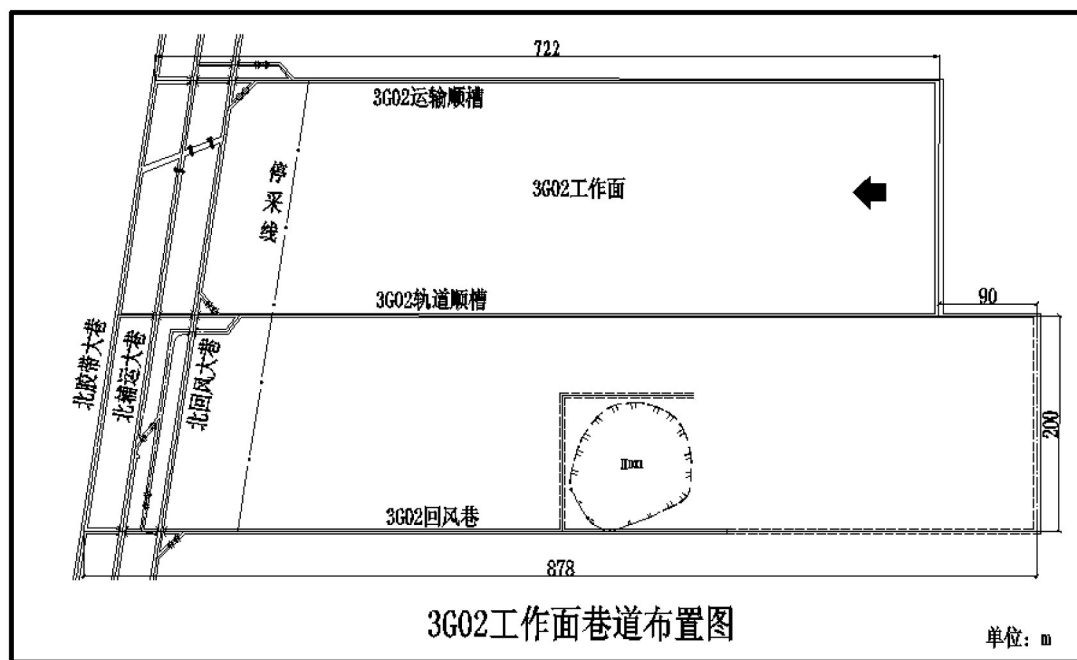 722
3G02运输顺槽
停采线
3G02工作面
3G02轨道顺槽
90
北胶带大巷
北辅运大巷
北回风大巷
200
3G02回风巷
878
3G02工作面巷道布置图
单位: m